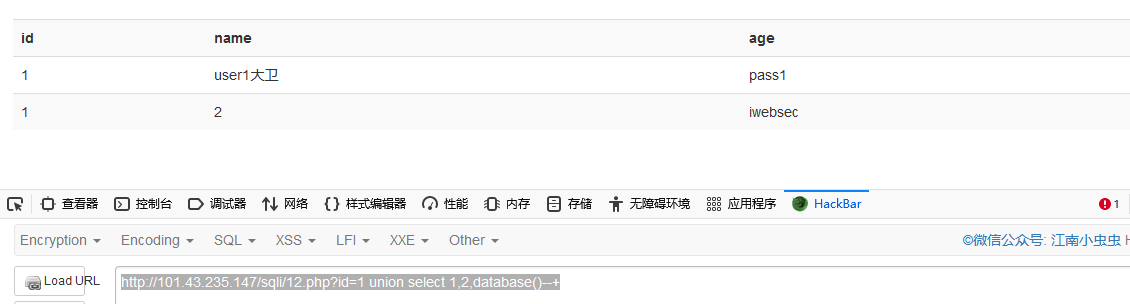 id name age
1 user1大卫 pass1
1 2 iwebsec
查看器 控制台 调试器 网络 样式编辑器 性能 内存 存储 无障碍环境 应用程序 HackBar 1
Encryption Encoding SQL XSS LFI XXE Other ©微信公众号: 江南小虫虫 H
Load URL http://101.43.235.147/sqli/12.php?id=1 union select 1,2,database()--+